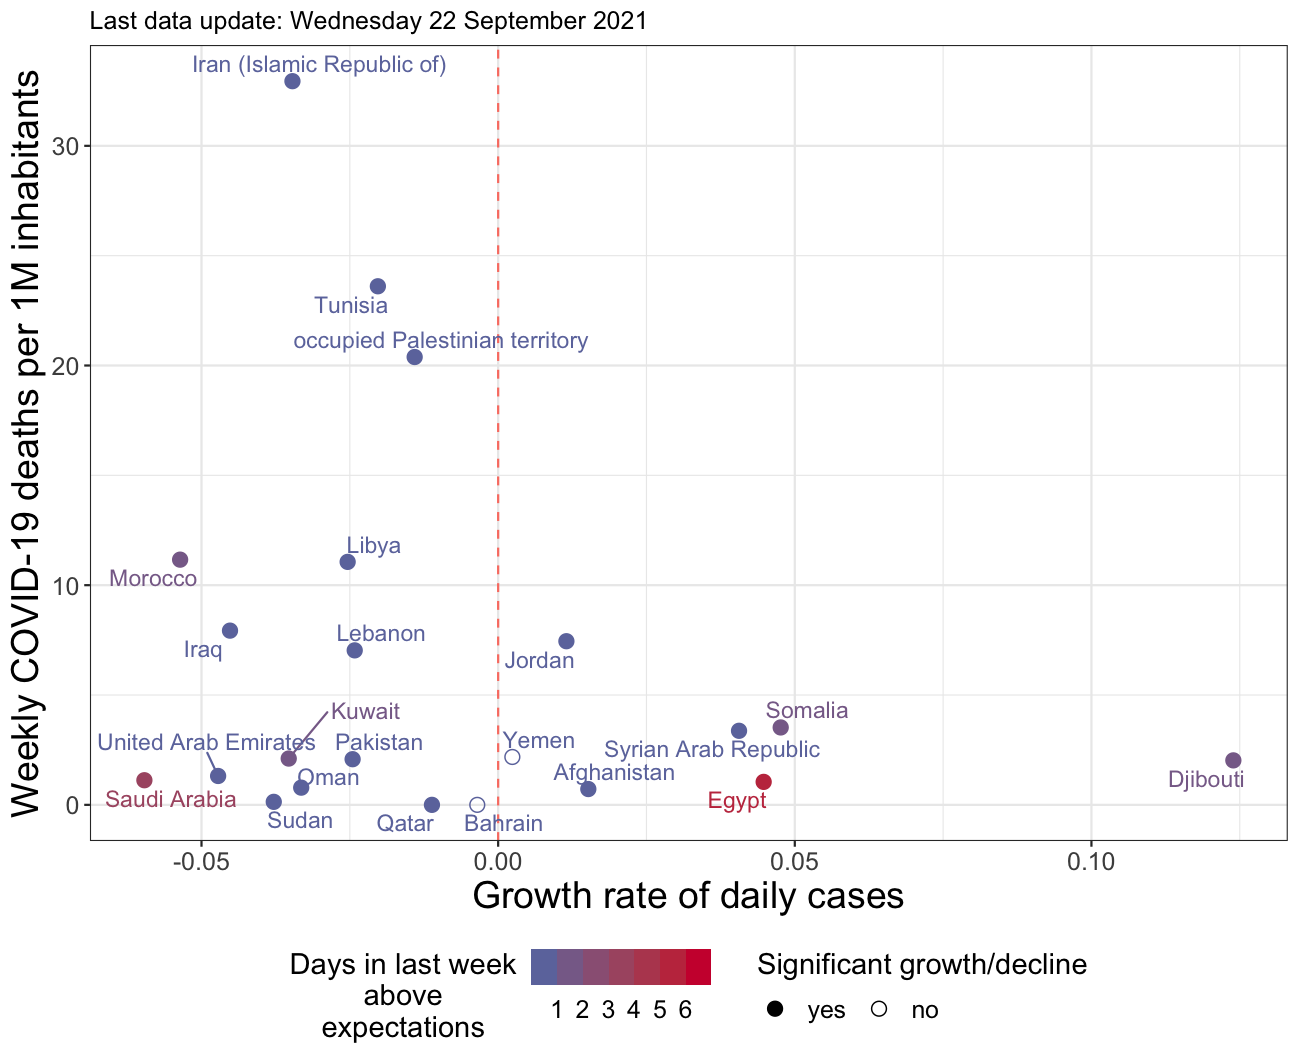 Last data update: Wednesday 22 September 2021
Weekly COVID-19 deaths per 1M inhabitants
30
20
10
0
Iran (Islamic Republic of)
Tunisia
occupied Palestinian territory
Libya
Morocco
Lebanon
Iraq
Jordan
Kuwait
Somalia
United Arab Emirates
Pakistan
Yemen
Syrian Arab Republic
Oman
Afghanistan
Djibouti
Saudi Arabia
Egypt
Sudan
Qatar
Bahrain
-0.05
0.00
0.05
0.10
Growth rate of daily cases
Days in last week
above
expectations
1 2 3 4 5 6
Significant growth/decline
yes
no